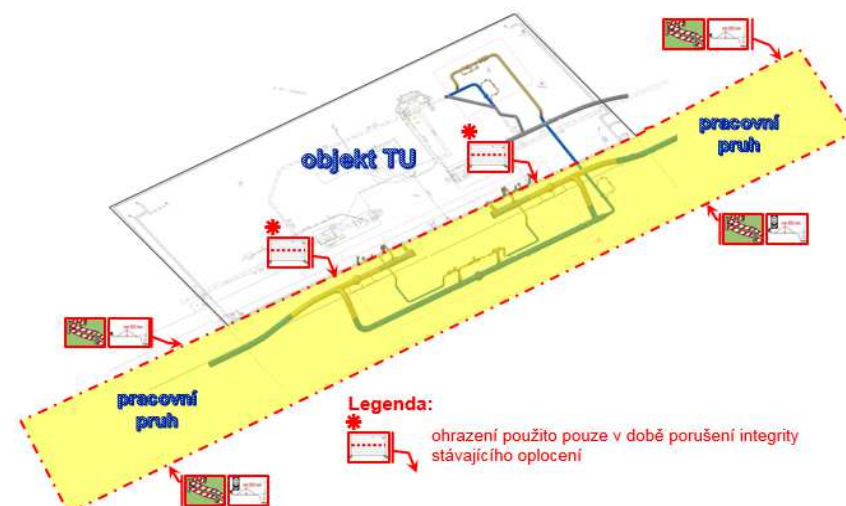 pracovní
pruh
objekt TU
*
*
pracovní
pruh
Legenda:
*
ohrazení použito pouze v době porušení integrity
stávajícího oplocení